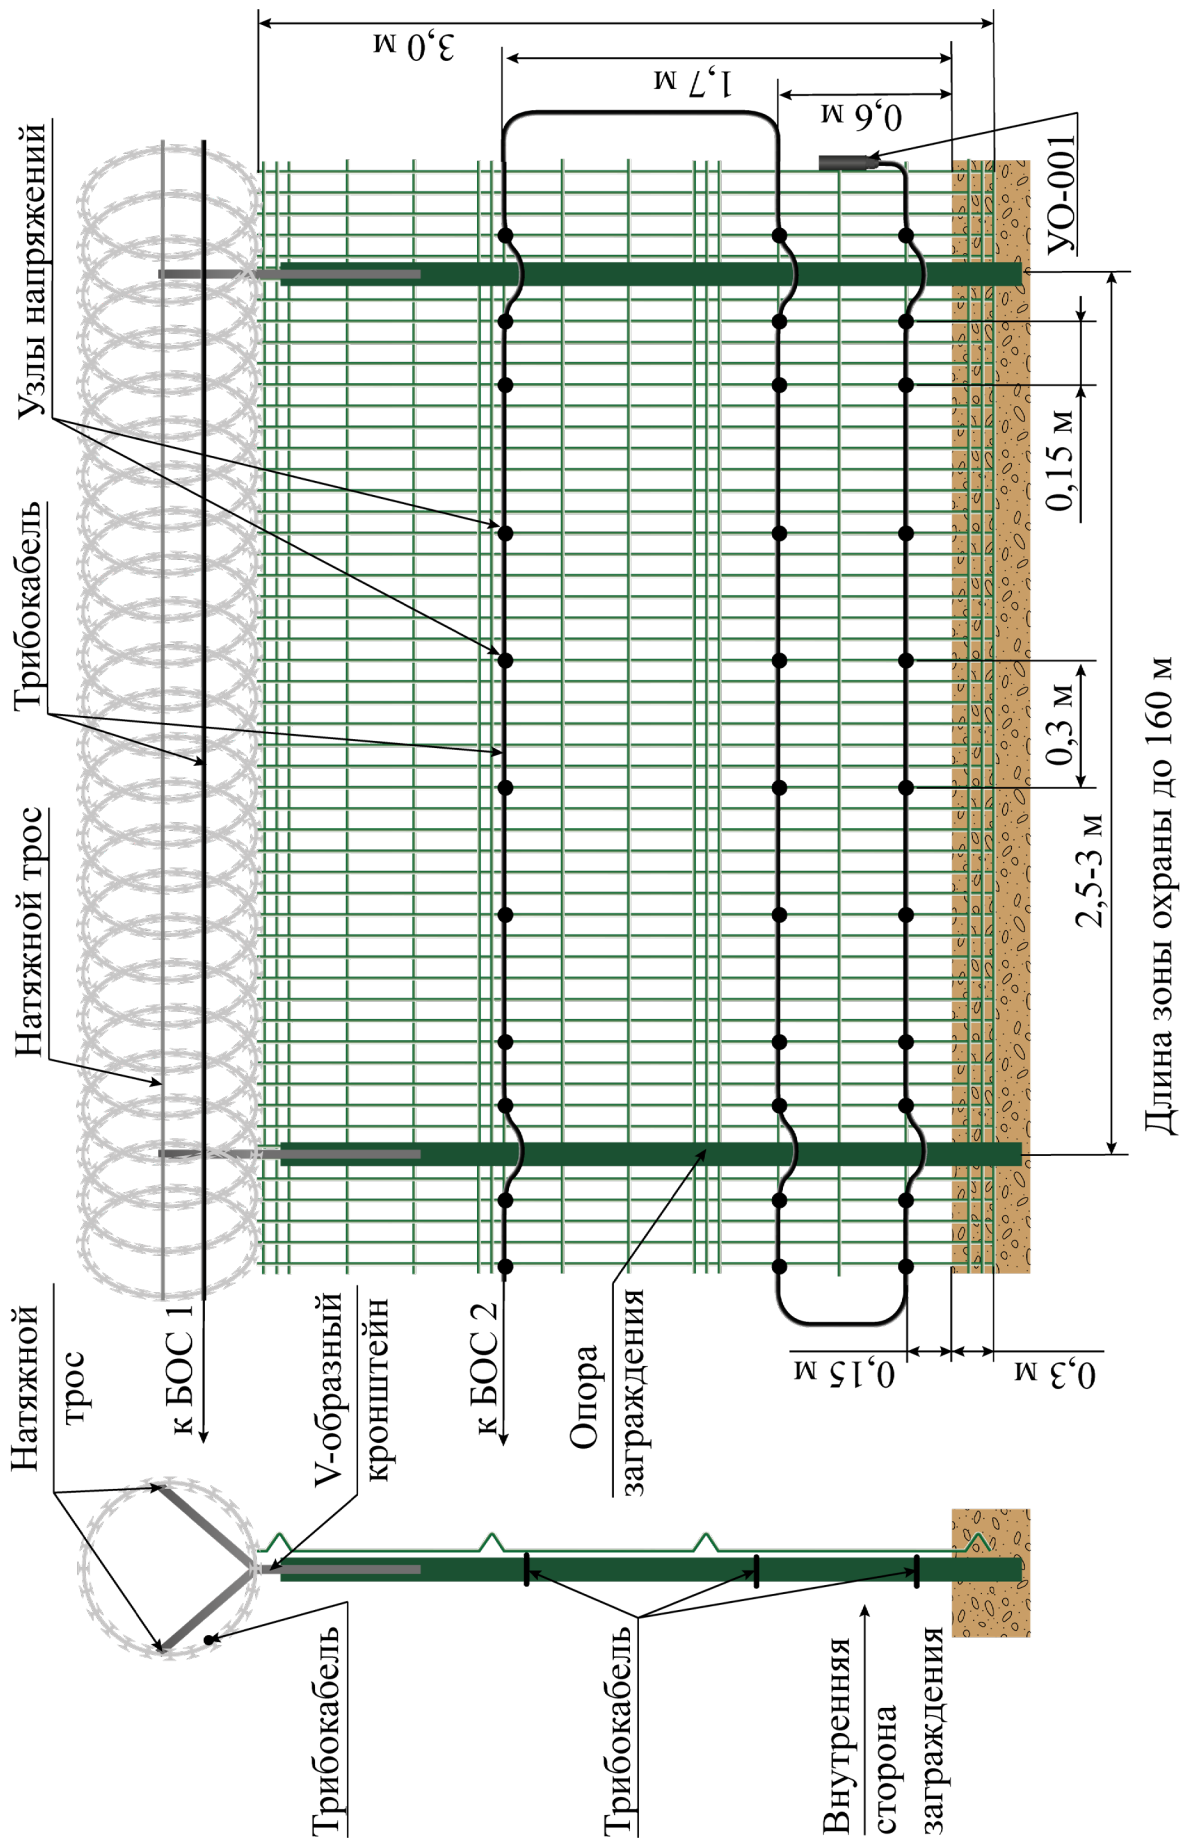 Натяжной
трос
Натяжной трос
Трибокабель
Узлы напряжений
к БОС 1
V-образный
кронштейн
к БОС 2
Опора
заграждения
Трибокабель
Трибокабель
Внутренняя
сторона
заграждения
3,0 м
1,7 м
0,6 м
УО-001
0,15 м
0,3 м
0,3 м
0,15 м
2,5-3 м
Длина зоны охраны до 160 м